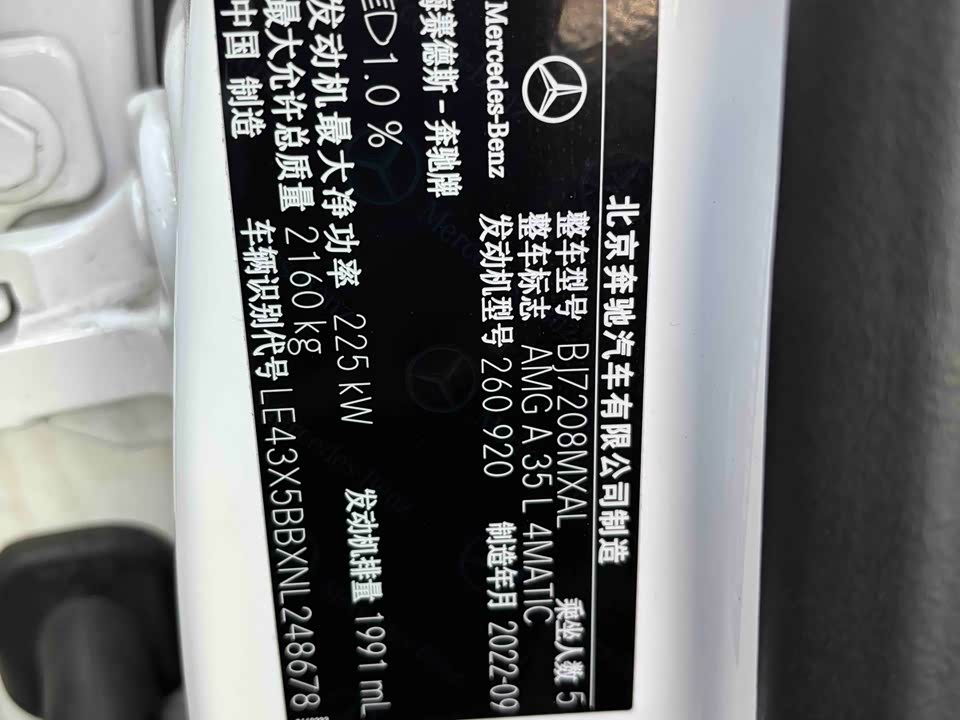 北京奔驰汽车有限公司制造
整车型号 BJ7208MXAL 乘坐人数 5
整车标志 AMG A 35 L 4MATIC
发动机型号 260 920 制造年月 2022-09
Mercedes-Benz
梅赛德斯-奔驰牌
1.0 %
发动机最大净功率 225 kW 发动机排量 1991 mL
最大允许总质量 2160 kg
中国 制造 车辆识别代号 LE43X5BBXNL248678